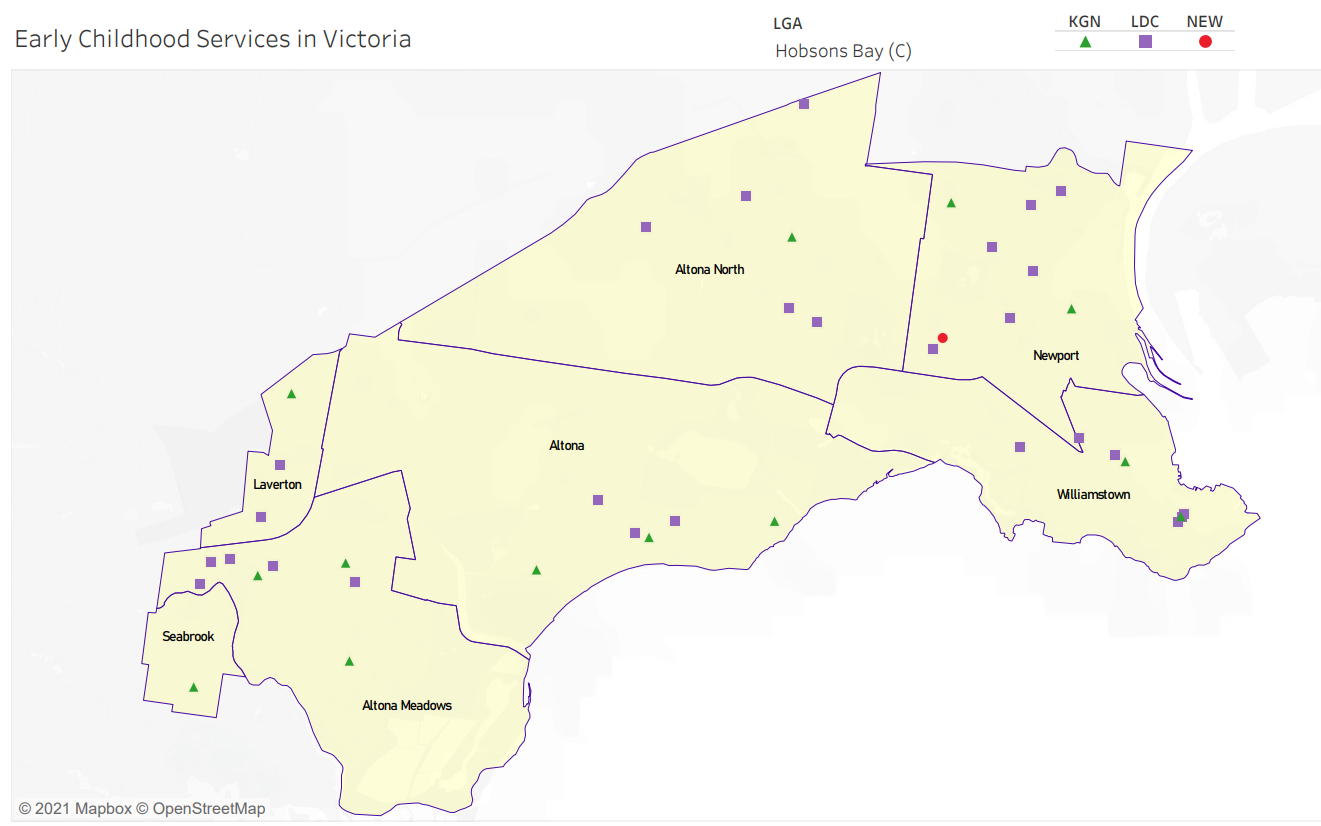 Early Childhood Services in Victoria
LGA
Hobsons Bay (C)
KGN LDC NEW
Altona North
Newport
Altona
Laverton
Williamstown
Seabrook
Altona Meadows
© 2021 Mapbox © OpenStreetMap